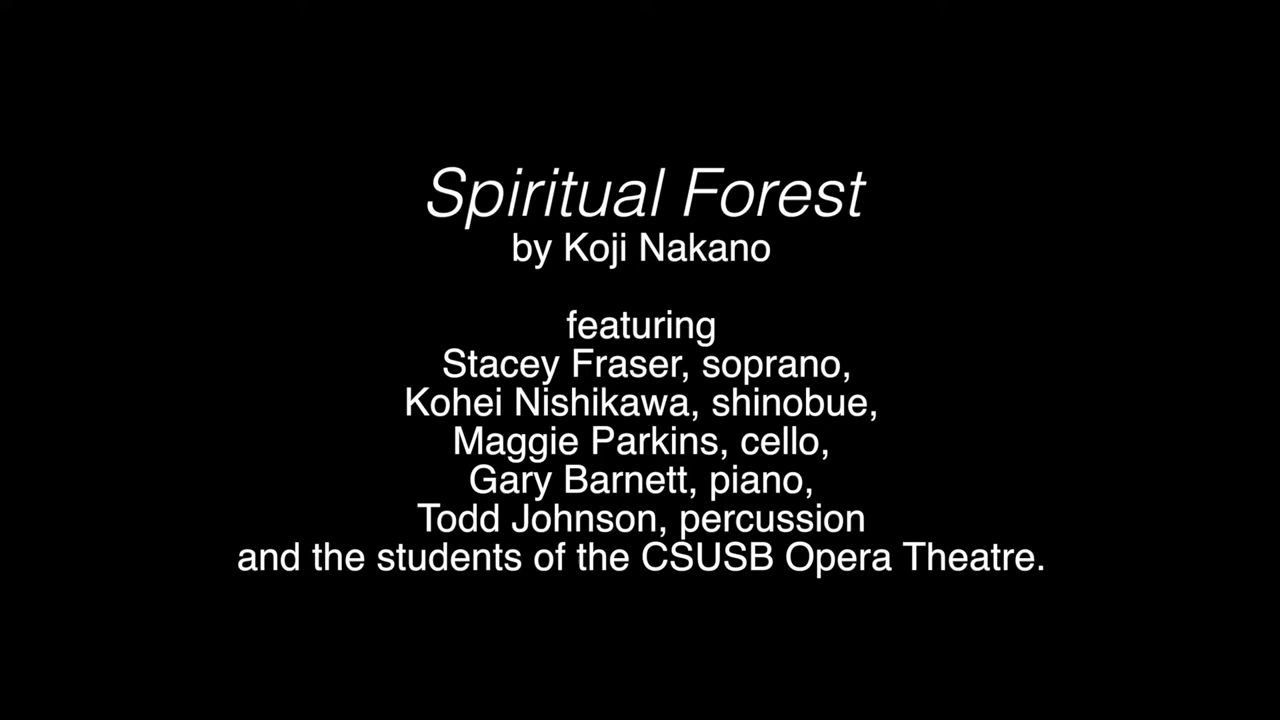 Spiritual Forest
by Koji Nakano
featuring
Stacey Fraser, soprano,
Kohei Nishikawa, shinobue,
Maggie Parkins, cello,
Gary Barnett, piano,
Todd Johnson, percussion
and the students of the CSUSB Opera Theatre.